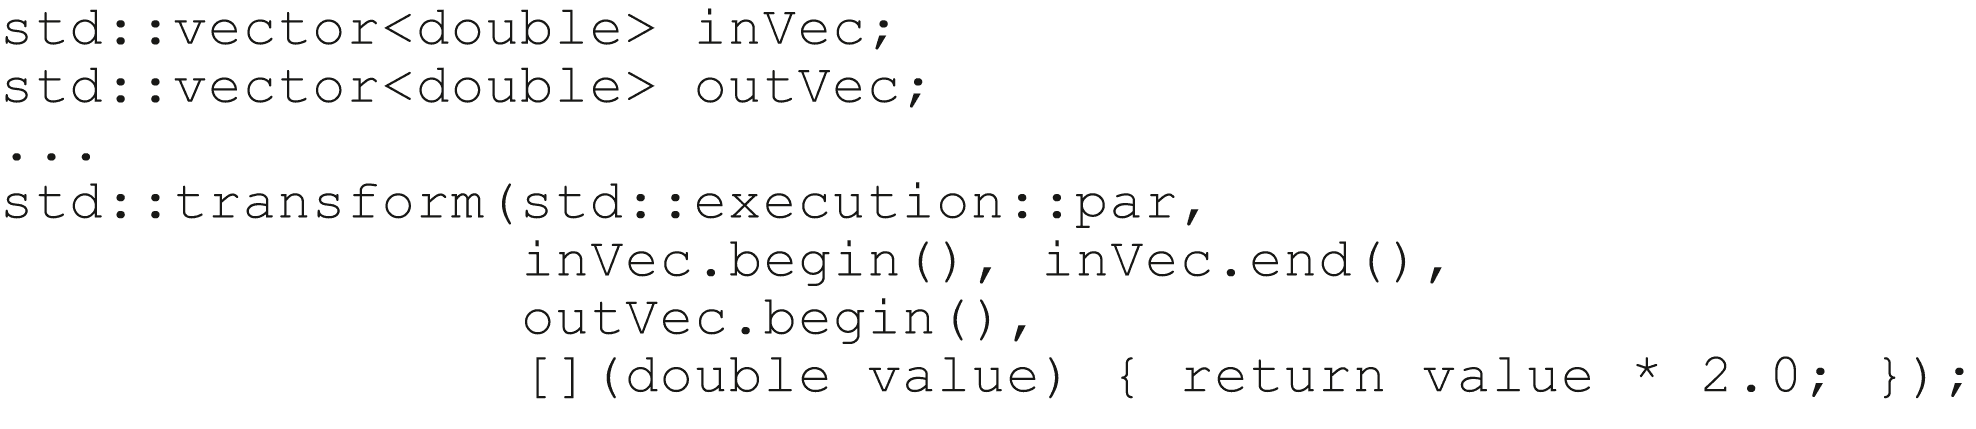 std::vector<double> inVec;
std::vector<double> outVec;
...
std::transform(std::execution::par,
               inVec.begin(), inVec.end(),
               outVec.begin(),
               [](double value) { return value * 2.0; });